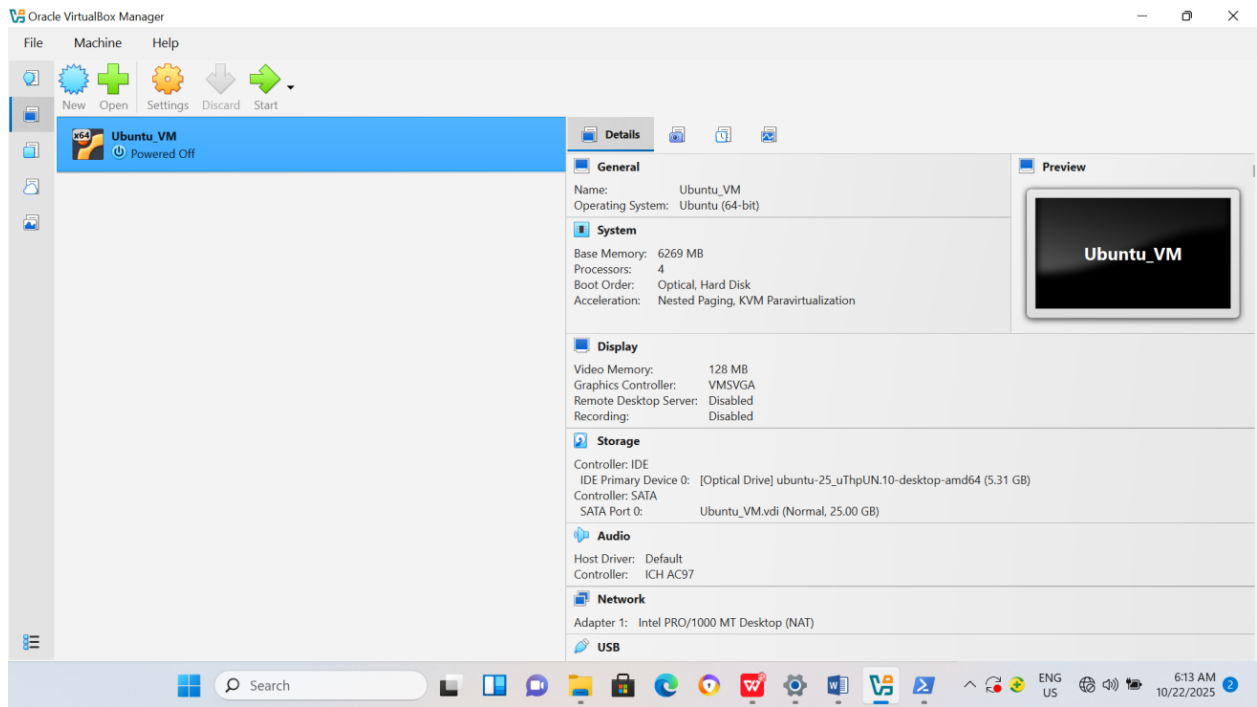 Oracle VirtualBox Manager
File Machine Help
New Open Settings Discard Start
x64
Ubuntu_VM
Powered Off
Details
General
Name: Ubuntu_VM
Operating System: Ubuntu (64-bit)
Preview
Ubuntu_VM
System
Base Memory: 6269 MB
Processors: 4
Boot Order: Optical, Hard Disk
Acceleration: Nested Paging, KVM Paravirtualization
Display
Video Memory: 128 MB
Graphics Controller: VMSVGA
Remote Desktop Server: Disabled
Recording: Disabled
Storage
Controller: IDE
IDE Primary Device 0: [Optical Drive] ubuntu-25_uThpUN.10-desktop-amd64 (5.31 GB)
Controller: SATA
SATA Port 0: Ubuntu_VM.vdi (Normal, 25.00 GB)
Audio
Host Driver: Default
Controller: ICH AC97
Network
Adapter 1: Intel PRO/1000 MT Desktop (NAT)
USB
Search
ENG
US
6:13 AM
10/22/2025
2